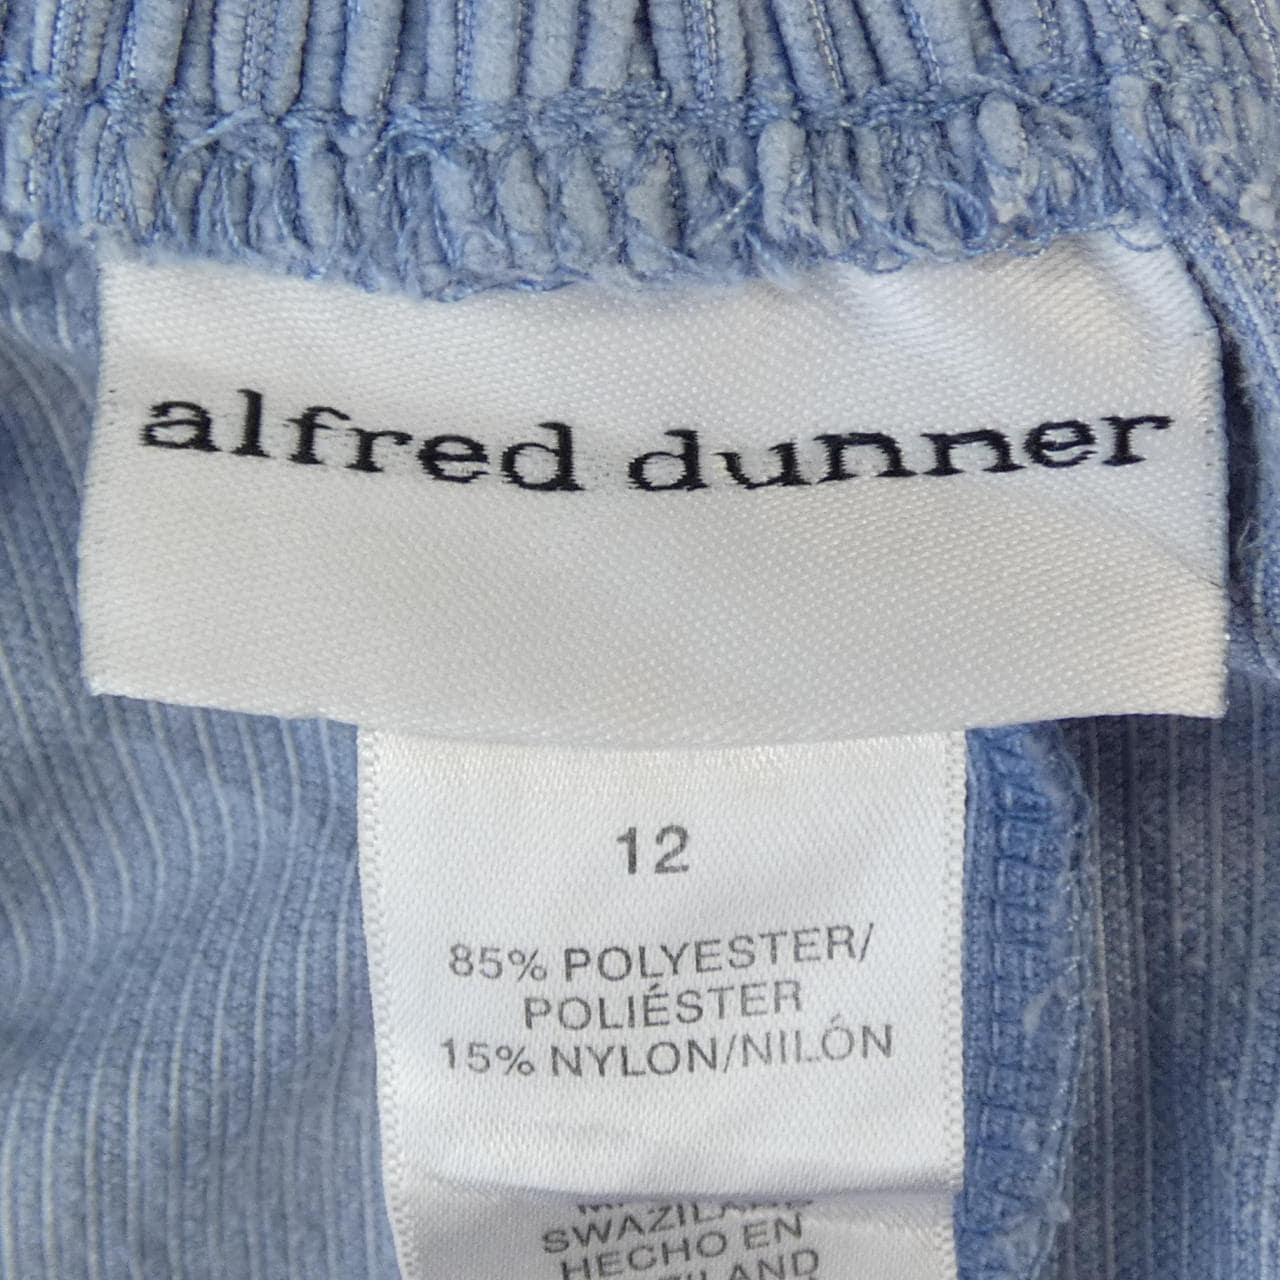 alfred dunner
12
85% POLYESTER/
POLIÉSTER
15% NYLON/NILÓN
SWAZILAND
HECHO EN